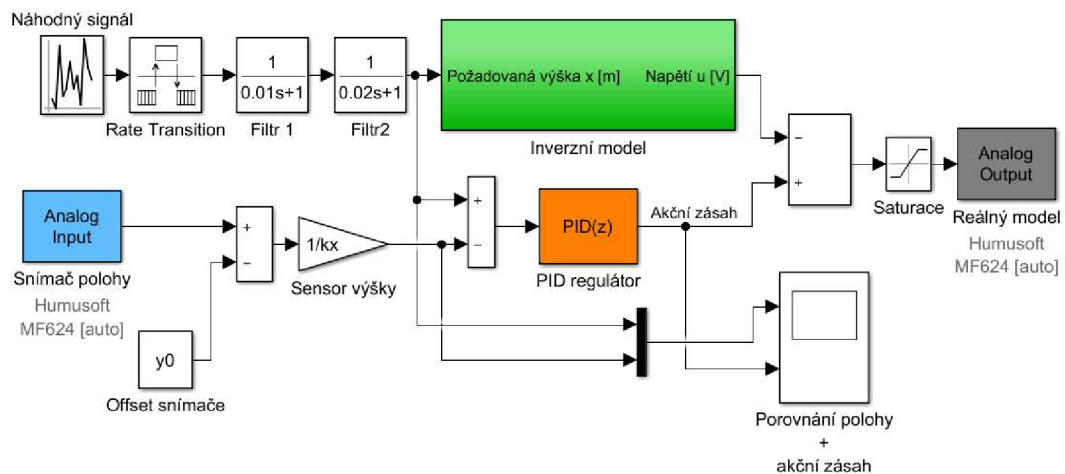 Náhodný signál
Rate Transition
1
0.01s+1
Filtr 1
1
0.02s+1
Filtr2
Požadovaná výška x [m]
Napětí u [V]
Inverzní model
−
+
Saturace
Analog
Output
Reálný model
Humusoft
MF624 [auto]
Analog
Input
Snímač polohy
Humusoft
MF624 [auto]
+
−
1/kx
Sensor výšky
+
−
PID(z)
PID regulátor
Akční zásah
y0
Offset snímače
Porovnání polohy
+
akční zásah